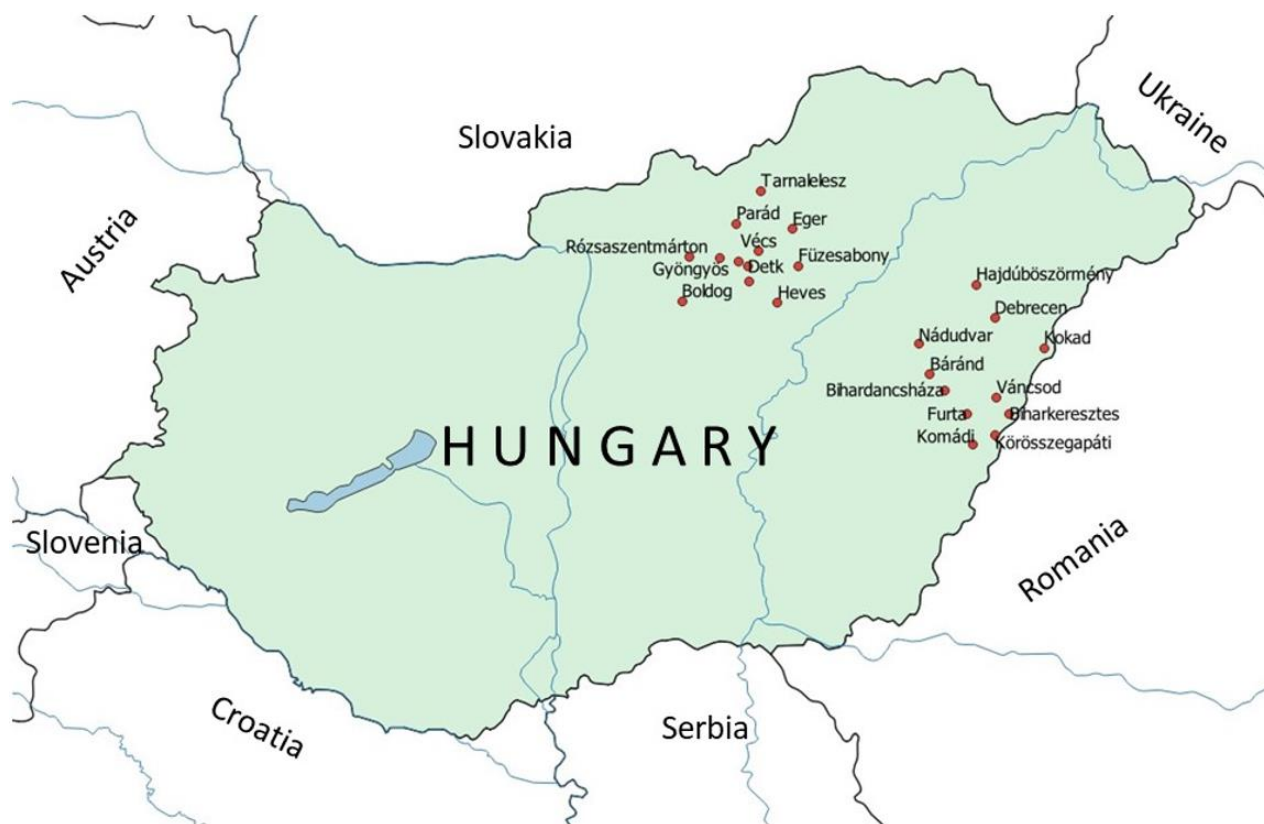 Ukraine
Slovakia
Austria
Tarnalelesz
Parád
Eger
Vécs
Rózsaszentmárton
Füzesabony
Gyöngyös
Detk
Boldog
Heves
Hajdúböszörmény
Debrecen
Nádudvar
Kokad
Báránd
Bihardancsháza
Váncsod
Furta
Biharkeresztes
Komádi
Körösszegapáti
HUNGARY
Slovenia
Romania
Croatia
Serbia